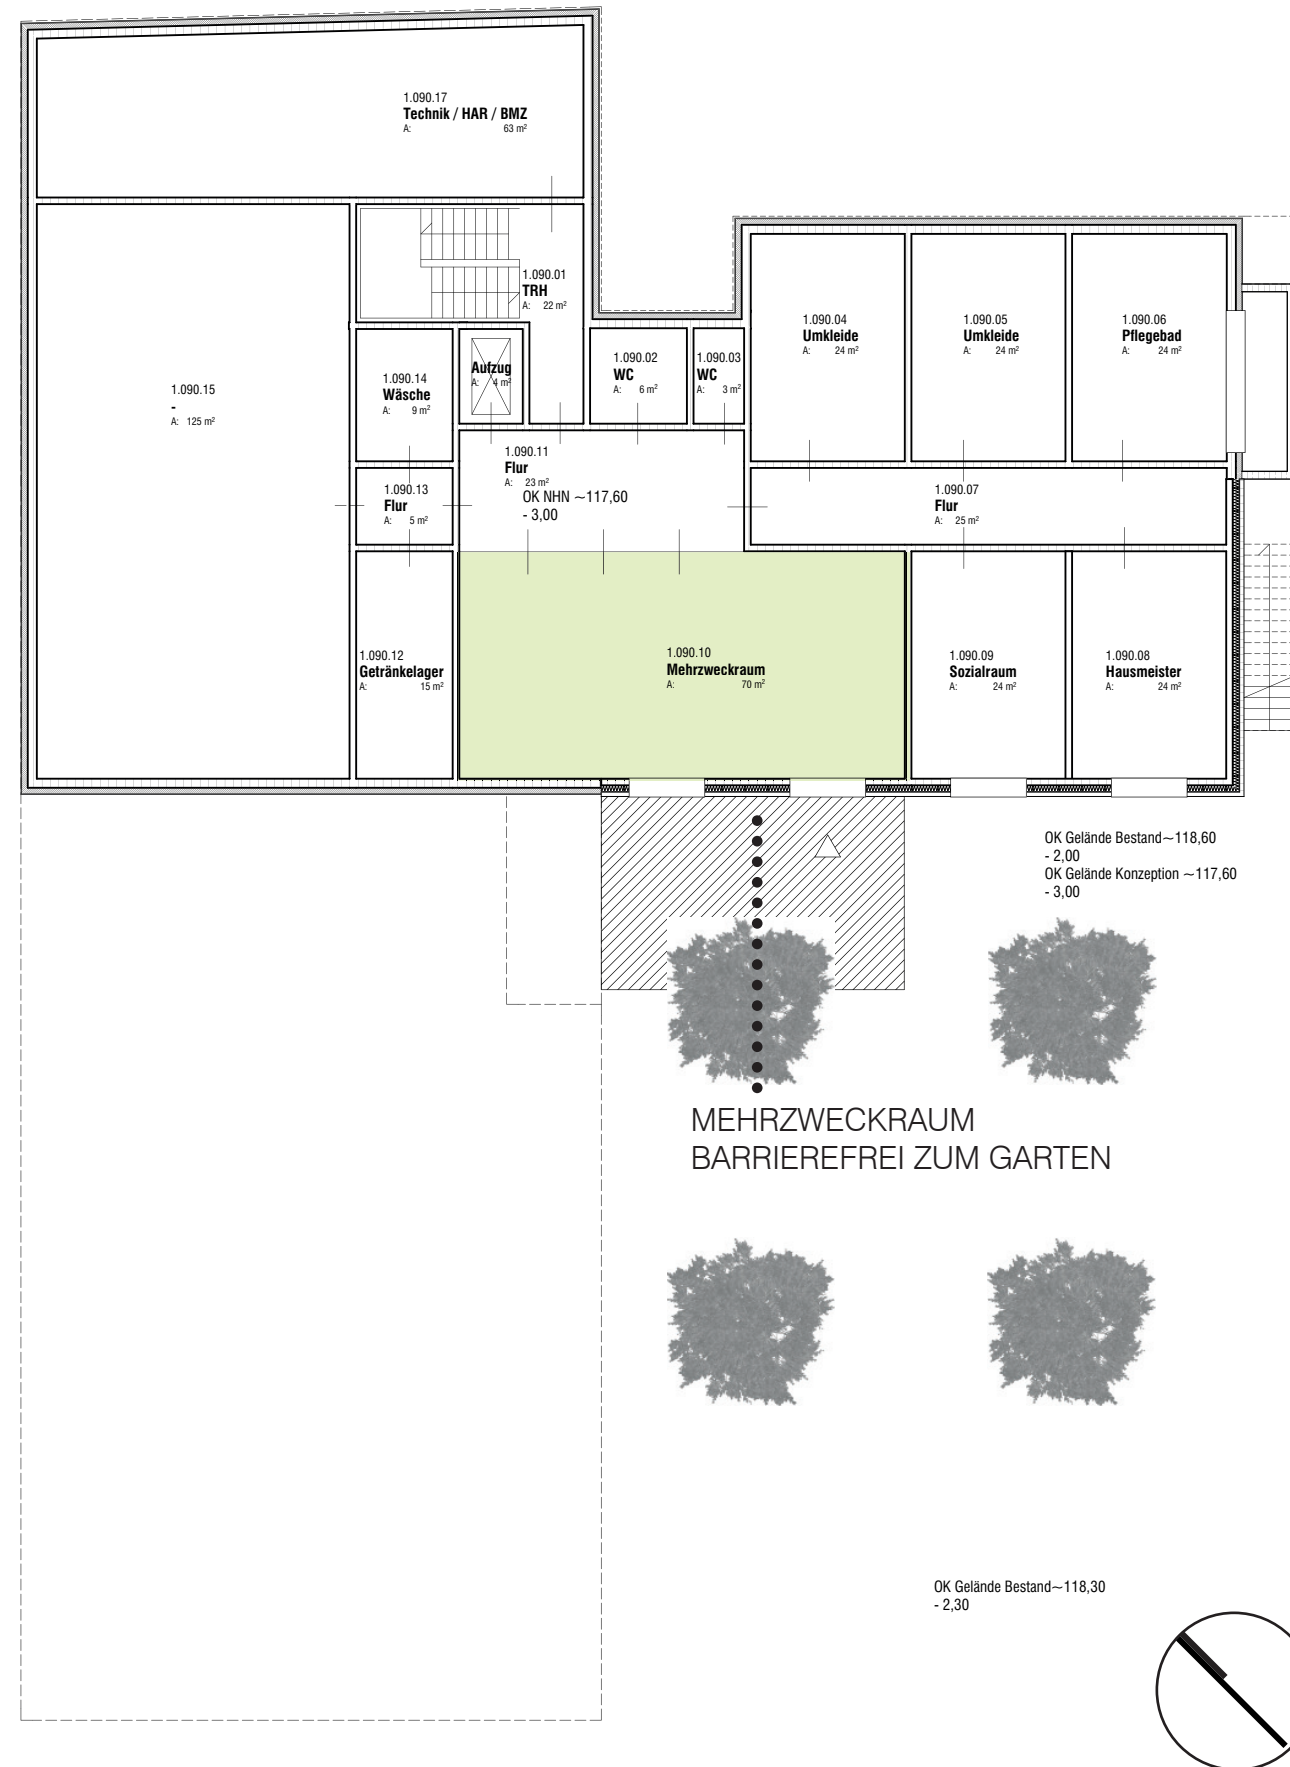 1.090.17
Technik / HAR / BMZ
A: 63 m²
1.090.01
TRH
A: 22 m²
1.090.04
Umkleide
A: 24 m²
1.090.05
Umkleide
A: 24 m²
1.090.06
Pflegebad
A: 24 m²
1.090.02
WC
A: 6 m²
1.090.03
WC
A: 3 m²
Aufzug
A: 4 m²
1.090.14
Wäsche
A: 9 m²
1.090.15
-
A: 125 m²
1.090.11
Flur
A: 23 m²
OK NHN ~117,60
- 3,00
1.090.13
Flur
A: 5 m²
1.090.07
Flur
A: 25 m²
1.090.12
Getränkelager
A: 15 m²
1.090.10
Mehrzweckraum
A: 70 m²
1.090.09
Sozialraum
A: 24 m²
1.090.08
Hausmeister
A: 24 m²
OK Gelände Bestand~118,60
- 2,00
OK Gelände Konzeption ~117,60
- 3,00
MEHRZWECKRAUM
BARRIEREFREI ZUM GARTEN
OK Gelände Bestand~118,30
- 2,30